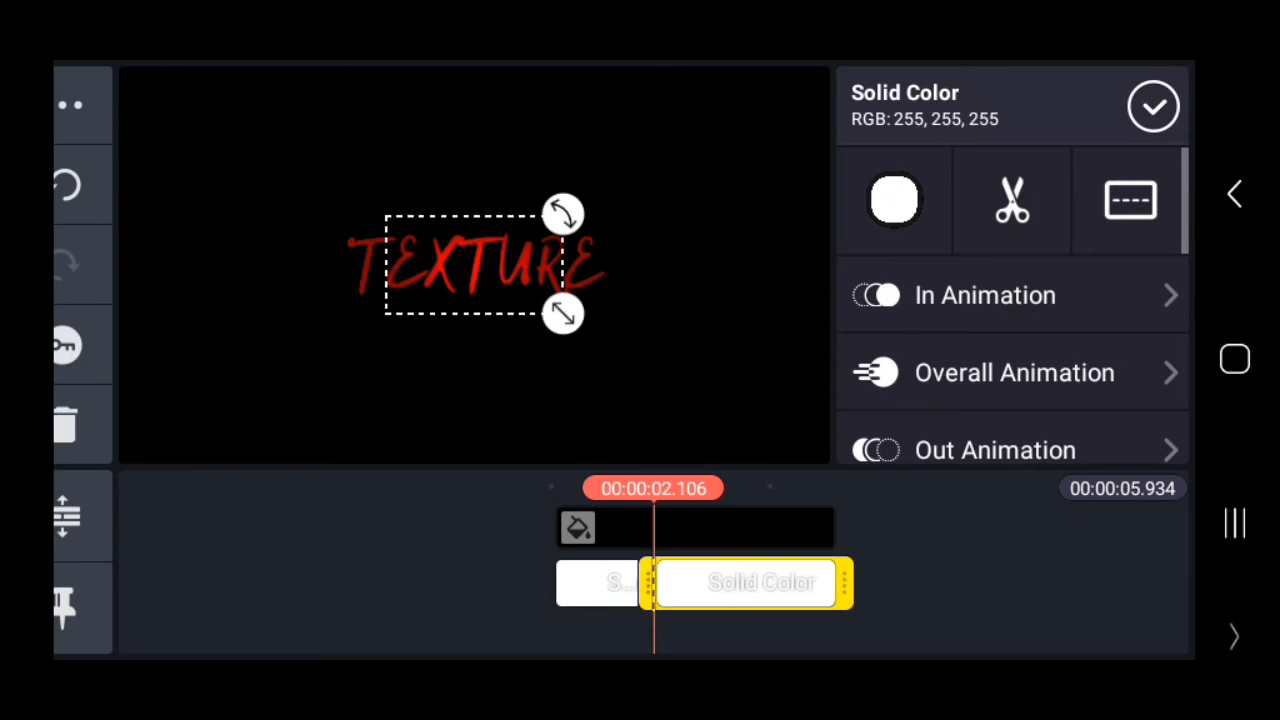 Solid Color
RGB: 255, 255, 255
TEXTURE
In Animation
Overall Animation
Out Animation
00:00:02.106
00:00:05.934
S...
Solid Color